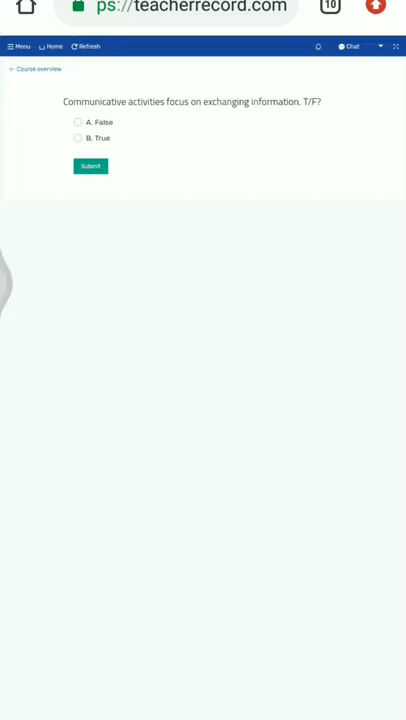 ps://teacherrecord.com
10
Menu Home Refresh Chat
← Course overview
Communicative activities focus on exchanging information. T/F?
A. False
B. True
Submit